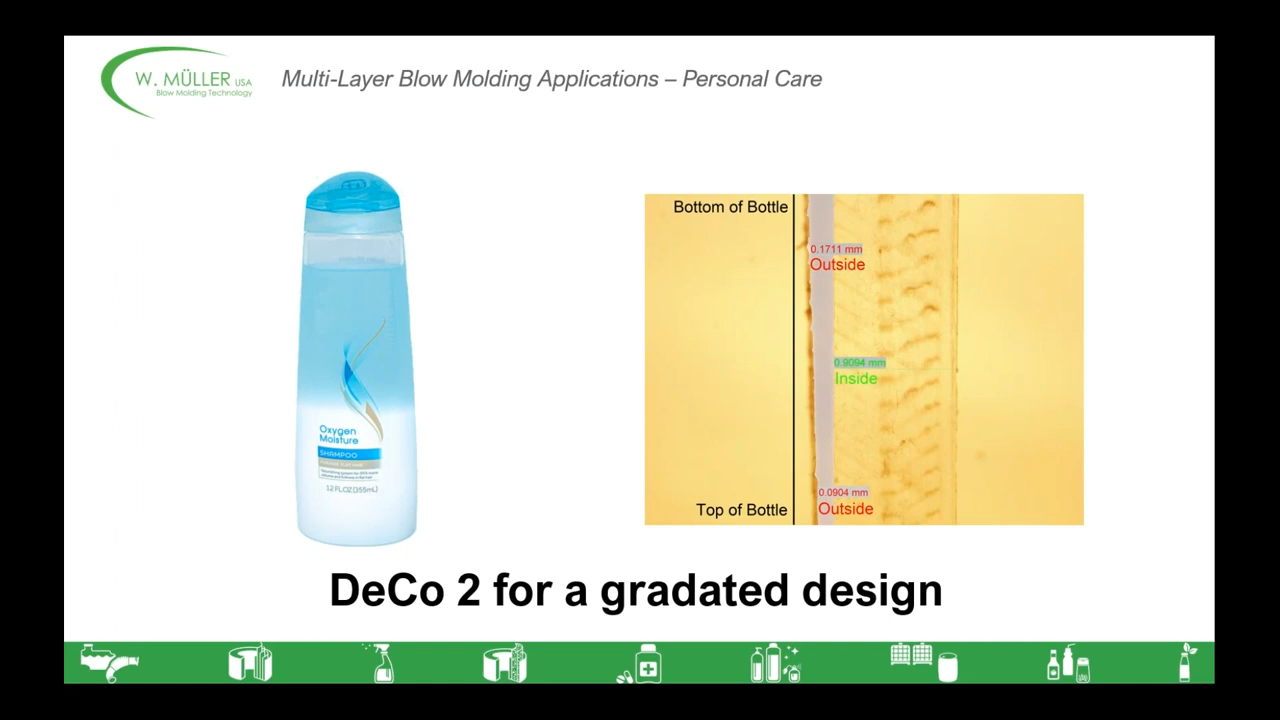 W. MÜLLER USA
Blow Molding Technology
Multi-Layer Blow Molding Applications – Personal Care
Oxygen
Moisture
SHAMPOO
12 FL.OZ(355mL)
Bottom of Bottle
0.1711 mm
Outside
0.9094 mm
Inside
0.0904 mm
Top of Bottle
Outside
DeCo 2 for a gradated design